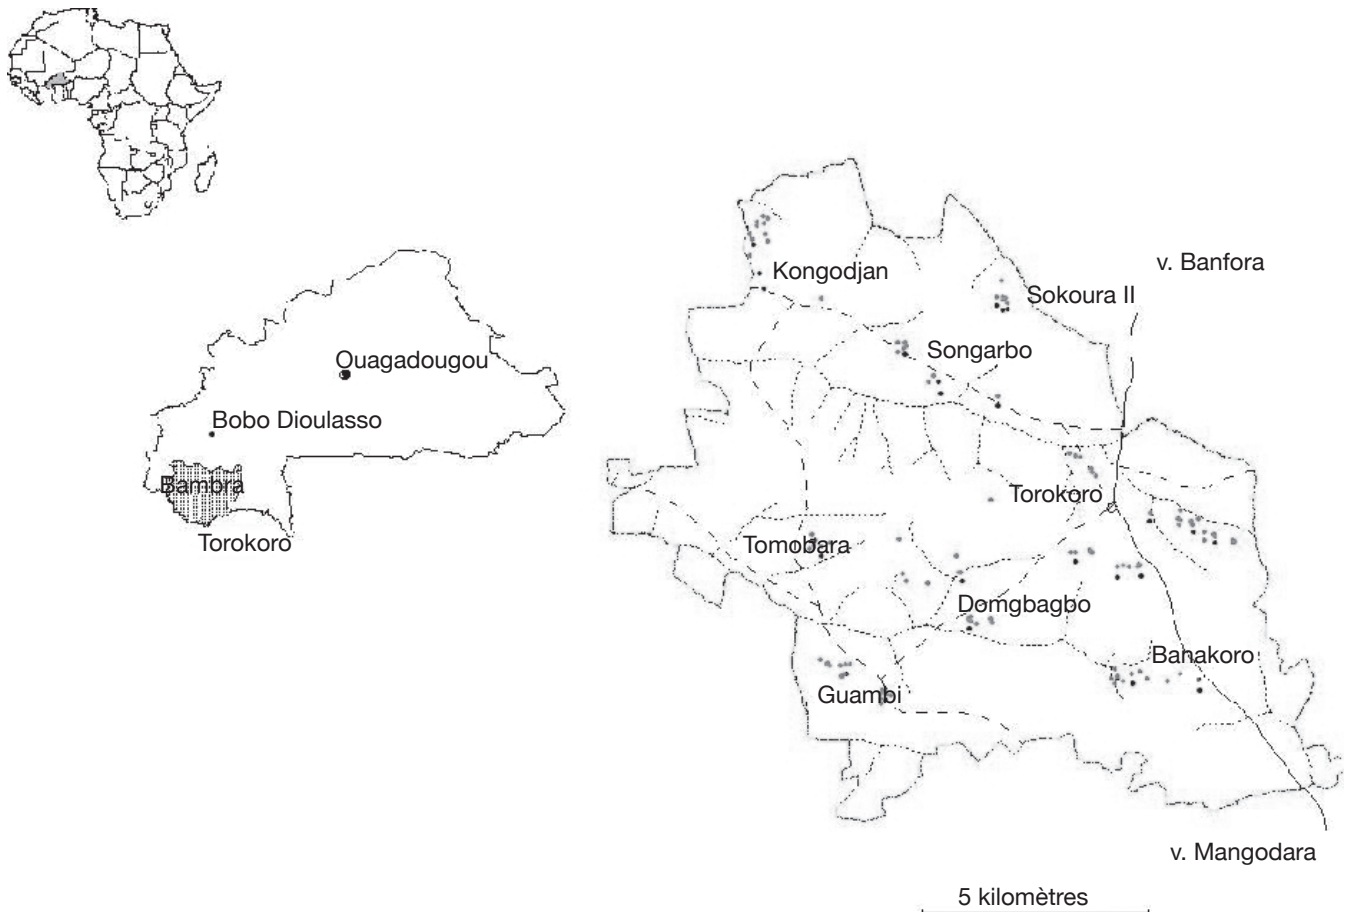 v. Banfora
Kongodjan
Sokoura II
Songarbo
Ouagadougou
Bobo Dioulasso
Bambra
Torokoro
Torokoro
Tomobara
Domgbagbo
Banakoro
Guambi
v. Mangodara
5 kilomètres